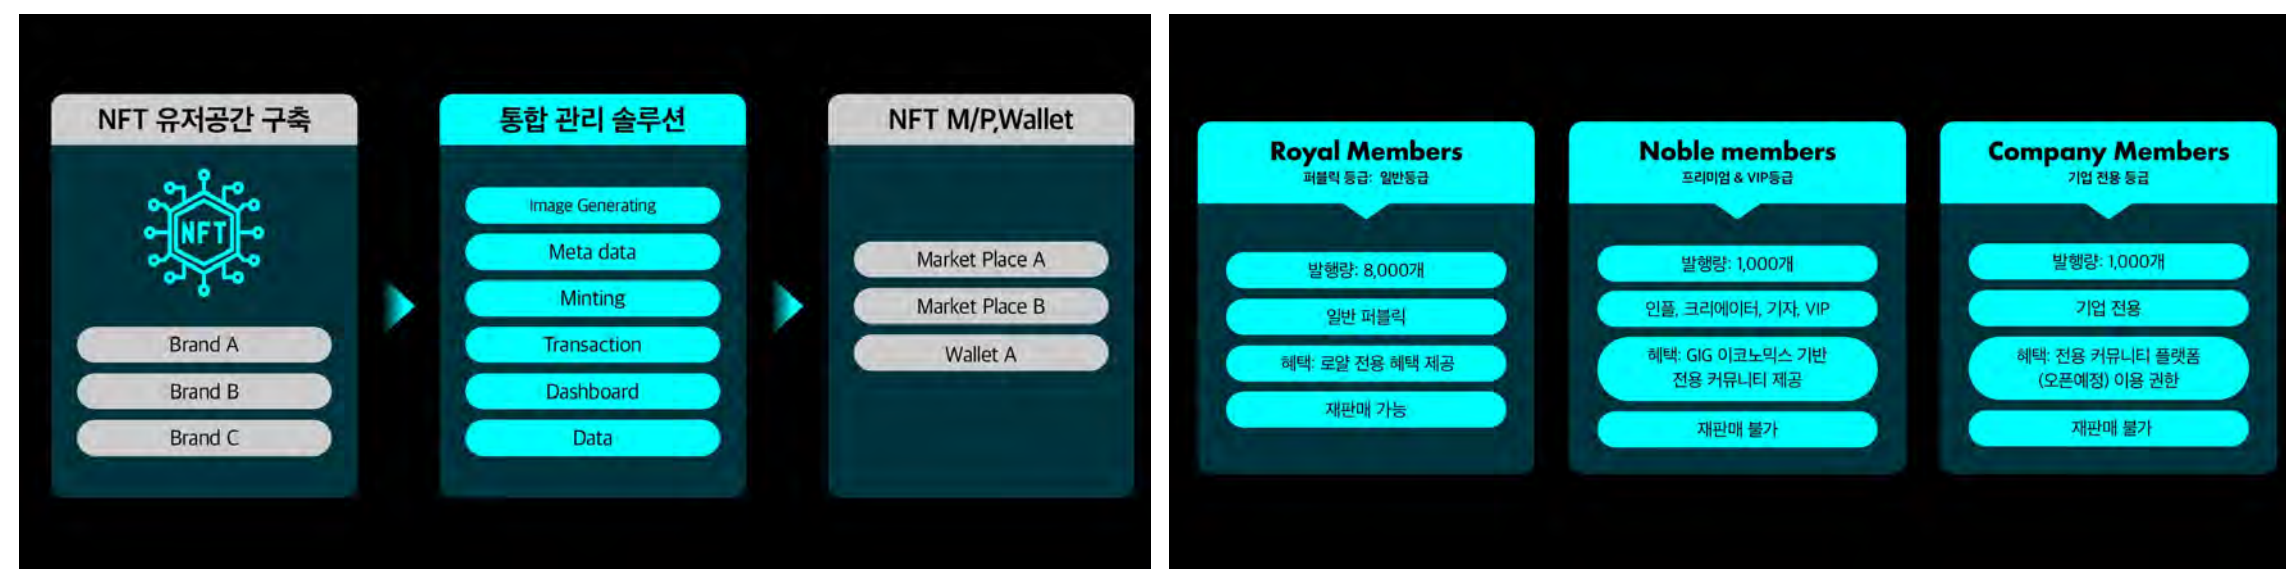 NFT 유저공간 구축
NFT
Brand A
Brand B
Brand C
통합 관리 솔루션
Image Generating
Meta data
Minting
Transaction
Dashboard
Data
NFT M/P,Wallet
Market Place A
Market Place B
Wallet A
Royal Members
퍼블릭 등급: 일반등급
발행량: 8,000개
일반 퍼블릭
혜택: 로얄 전용 혜택 제공
재판매 가능
Noble members
프리미엄 & VIP등급
발행량: 1,000개
인플, 크리에이터, 기자, VIP
혜택: GIG 이코노믹스 기반
전용 커뮤니티 제공
재판매 불가
Company Members
기업 전용 등급
발행량: 1,000개
기업 전용
혜택: 전용 커뮤니티 플랫폼
(오픈예정) 이용 권한
재판매 불가